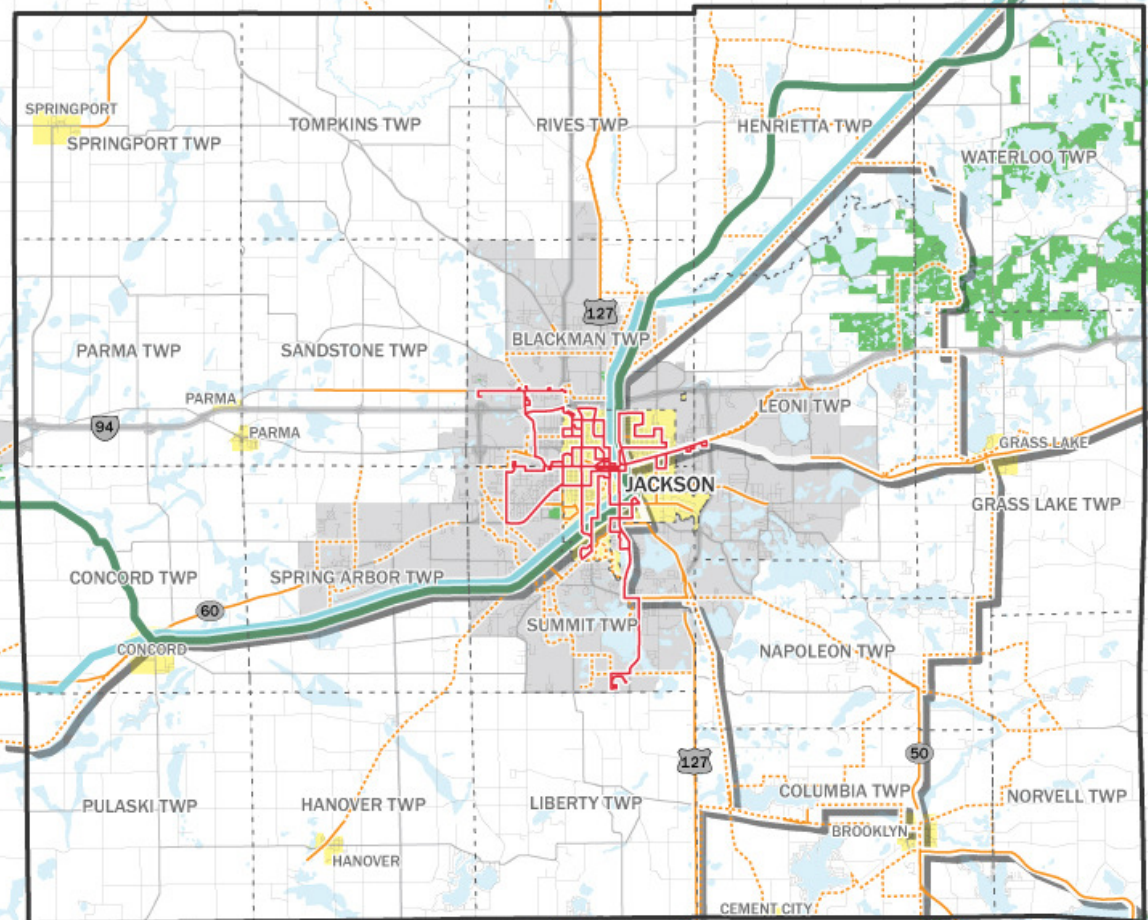 SPRINGPORT
SPRINGPORT TWP
TOMPKINS TWP
RIVES TWP
HENRIETTA TWP
WATERLOO TWP
127
BLACKMAN TWP
PARMA TWP
SANDSTONE TWP
PARMA
94
PARMA
LEONI TWP
GRASS LAKE
JACKSON
GRASS LAKE TWP
CONCORD TWP
SPRING ARBOR TWP
60
SUMMIT TWP
CONCORD
NAPOLEON TWP
127
50
PULASKI TWP
HANOVER TWP
LIBERTY TWP
COLUMBIA TWP
NORVELL TWP
BROOKLYN
HANOVER
CEMENT CITY